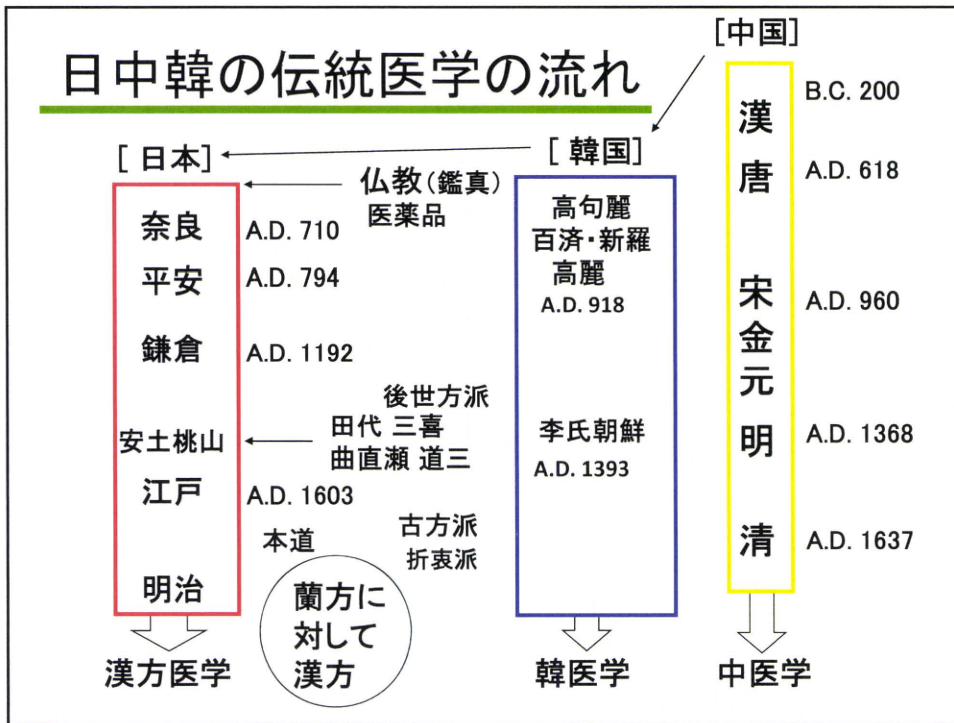 日中韓の伝統医学の流れ
[中国]
漢
B.C. 200
唐
A.D. 618
宋
A.D. 960
金
元
明
A.D. 1368
清
A.D. 1637
中医学
[韓国]
高句麗
百済・新羅
高麗
A.D. 918
李氏朝鮮
A.D. 1393
韓医学
[日本]
仏教(鑑真)
医薬品
奈良
A.D. 710
平安
A.D. 794
鎌倉
A.D. 1192
後世方派
田代 三喜
曲直瀬 道三
安土桃山
江戸
A.D. 1603
古方派
折衷派
本道
明治
蘭方に
対して
漢方
漢方医学